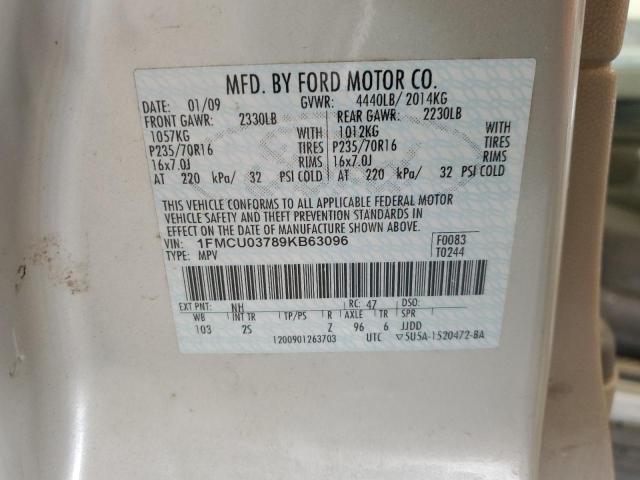 MFD. BY FORD MOTOR CO.
DATE: 01/09 GVWR: 4440LB/ 2014KG
FRONT GAWR: 2330LB REAR GAWR: 2230LB
1057KG WITH 1012KG WITH
P235/70R16 TIRES P235/70R16 TIRES
16x7.0J RIMS 16x7.0J RIMS
AT 220 kPa/ 32 PSI COLD AT 220 kPa/ 32 PSI COLD
THIS VEHICLE CONFORMS TO ALL APPLICABLE FEDERAL MOTOR
VEHICLE SAFETY AND THEFT PREVENTION STANDARDS IN
EFFECT ON THE DATE OF MANUFACTURE SHOWN ABOVE.
VIN: 1FMCU03789KB63096 F0083
TYPE: MPV T0244
EXT PNT: NH RC: 47 DSO:
WB INT TR TP/PS R AXLE TR SPR
103 2S Z 96 6 JJDD
1200901263703 UTC ▽5U5A-1520472-BA